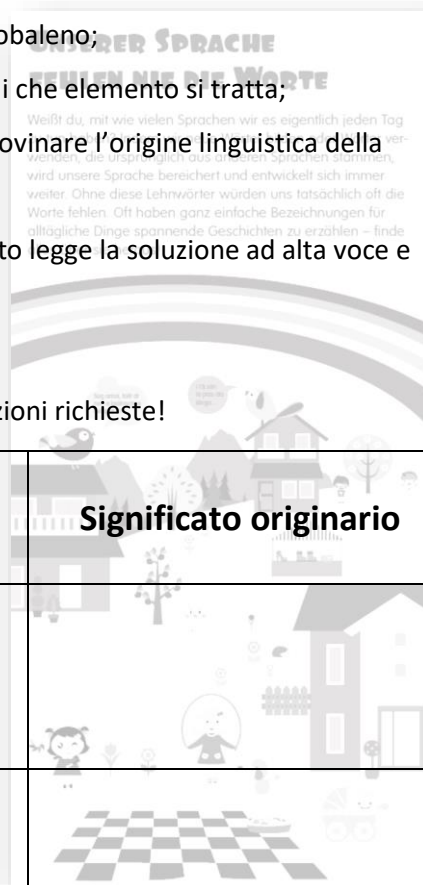 obaleno;
UNSERER SPRACHE
FEHLEN NIE DIE WORTE
i che elemento si tratta;
Weißt du, mit wie vielen Sprachen wir es eigentlich jeden Tag
ovinare l’origine linguistica della
wenden, die ursprünglich aus anderen Sprachen stammen,
wird unsere Sprache bereichert und entwickelt sich immer
weiter. Ohne diese Lehnwörter würden uns tatsächlich oft die
Worte fehlen. Oft haben ganz einfache Bezeichnungen für
alltägliche Dinge spannende Geschichten zu erzählen – finde
to legge la soluzione ad alta voce e
zioni richieste!
Significato originario